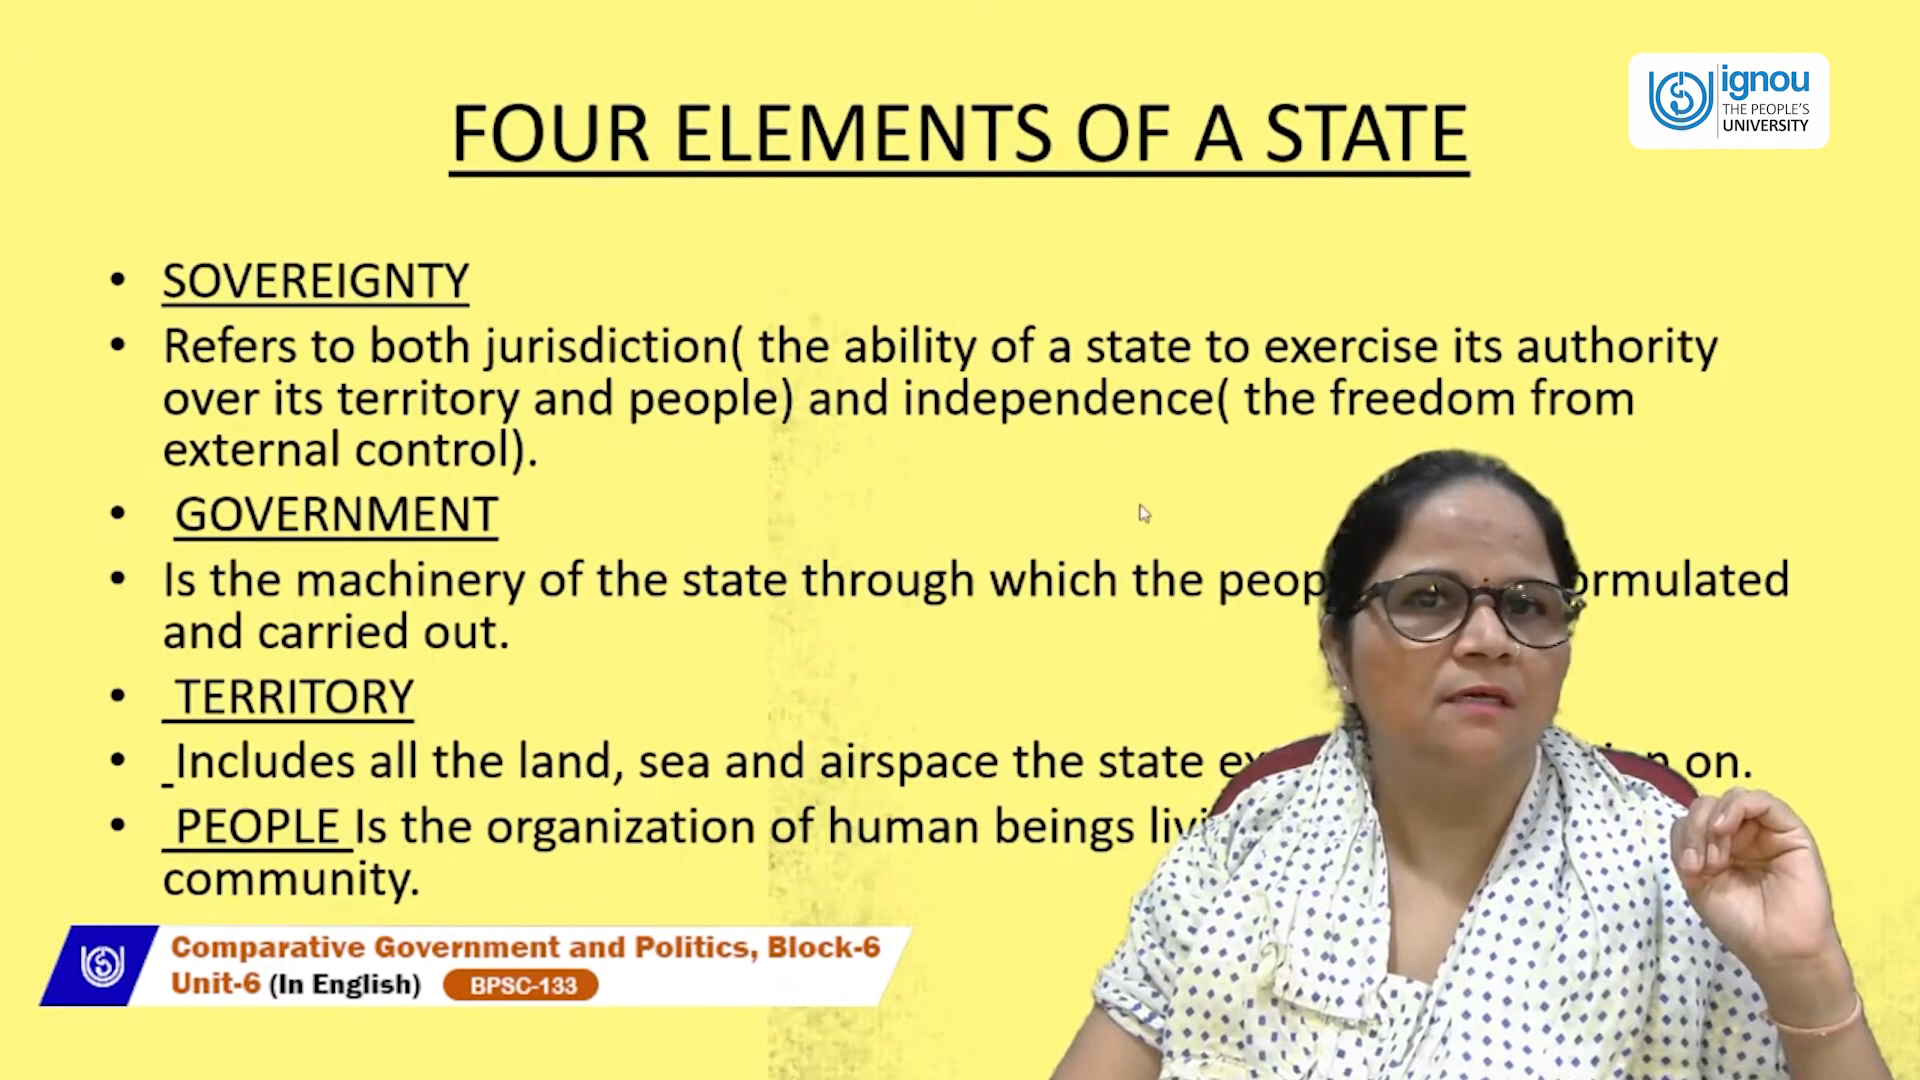 ignou
THE PEOPLE'S
UNIVERSITY
FOUR ELEMENTS OF A STATE
• SOVEREIGNTY
• Refers to both jurisdiction( the ability of a state to exercise its authority
over its territory and people) and independence( the freedom from
external control).
• GOVERNMENT
• Is the machinery of the state through which the
and carried out.
• TERRITORY
• Includes all the land, sea and airspace the state on.
• PEOPLE Is the organization of human beings
community.
Comparative Government and Politics, Block-6
Unit-6 (In English) BPSC-133